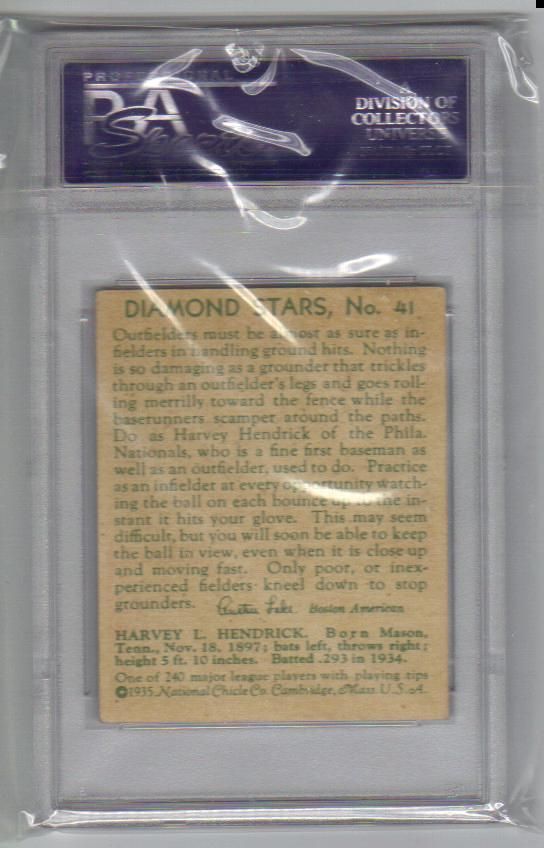 PROFESSIONAL
PSA
Sports
A
DIVISION OF
COLLECTORS
UNIVERSE
DIAMOND STARS, No. 41
Outfielders must be almost as sure as in-
fielders in handling ground hits. Nothing
is so damaging as a grounder that trickles
through an outfielder's legs and goes roll-
ing merrily toward the fence while the
baserunners scamper around the paths.
Do as Harvey Hendrick of the Phila.
Nationals, who is a fine first baseman as
well as an outfielder, used to do. Practice
as an infielder at every opportunity watch-
ing the ball on each bounce up to the in-
stant it hits your glove. This may seem
difficult, but you will soon be able to keep
the ball in view, even when it is close up
and moving fast. Only poor, or inex-
perienced fielders kneel down to stop
grounders. Austen Lake Boston American
HARVEY L. HENDRICK. Born Mason,
Tenn., Nov. 18, 1897; bats left, throws right;
height 5 ft. 10 inches. Batted .293 in 1934.
One of 240 major league players with playing tips
©1935, National Chicle Co. Cambridge, Mass. U.S.A.